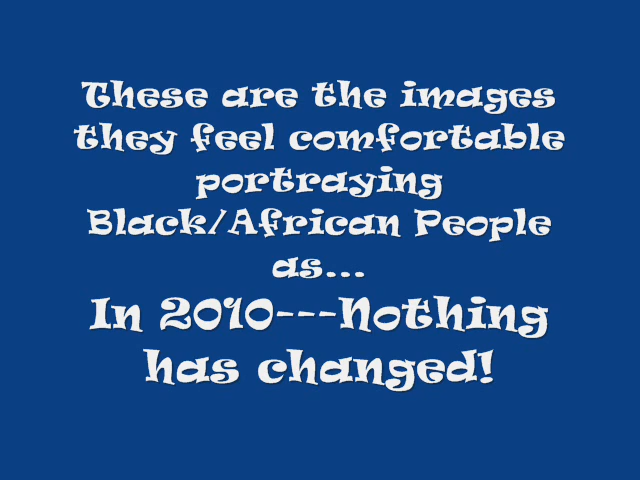 These are the images
they feel comfortable
portraying
Black/African People
as...
In 2010---Nothing
has changed!